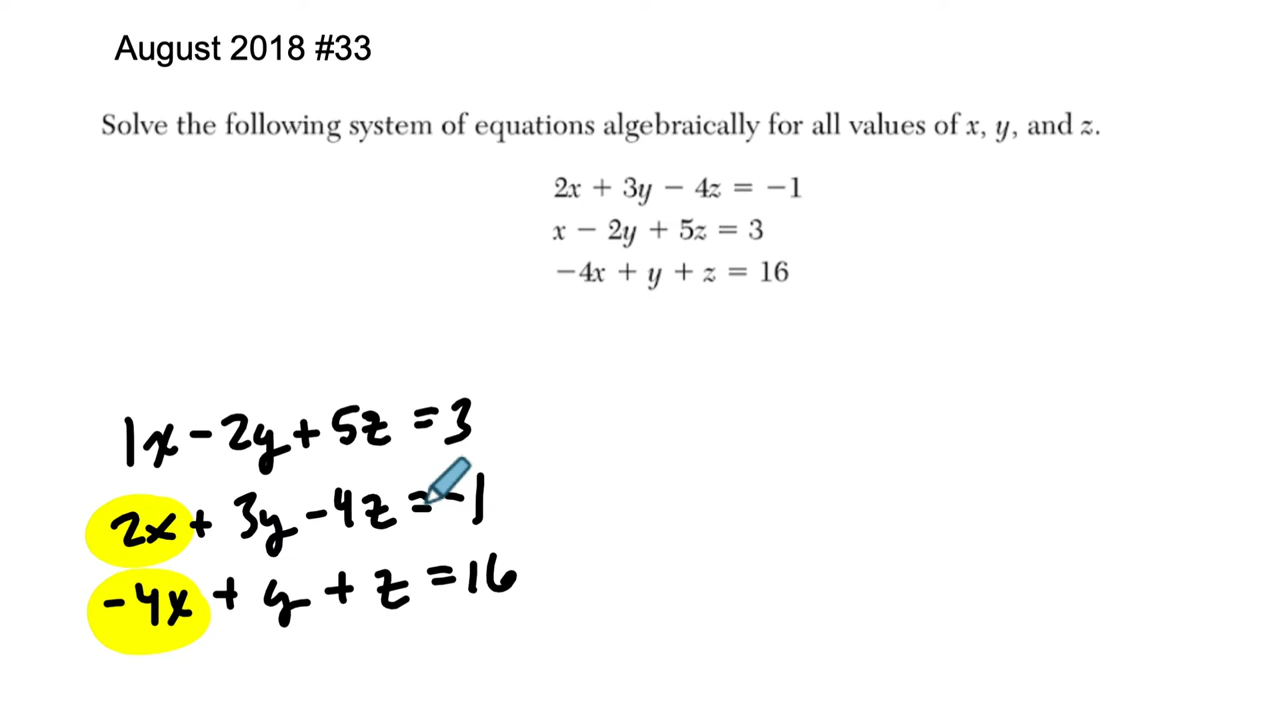 August 2018 #33
Solve the following system of equations algebraically for all values of x, y, and z.
2x + 3y − 4z = −1
x − 2y + 5z = 3
−4x + y + z = 16
1x - 2y + 5z = 3
2x + 3y - 4z = -1
-4x + y + z = 16